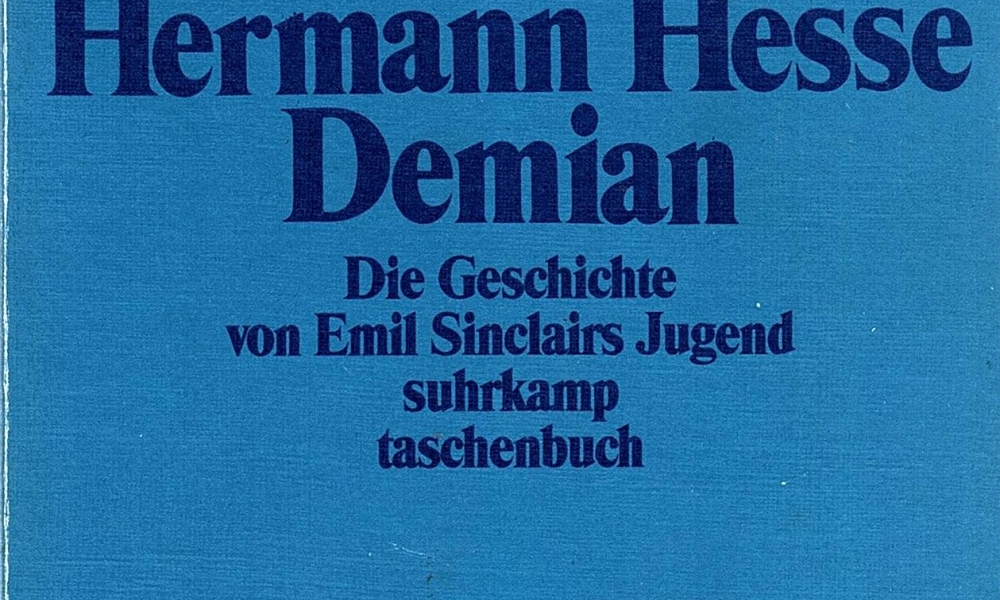 Hermann Hesse
Demian
Die Geschichte
von Emil Sinclairs Jugend
suhrkamp
taschenbuch